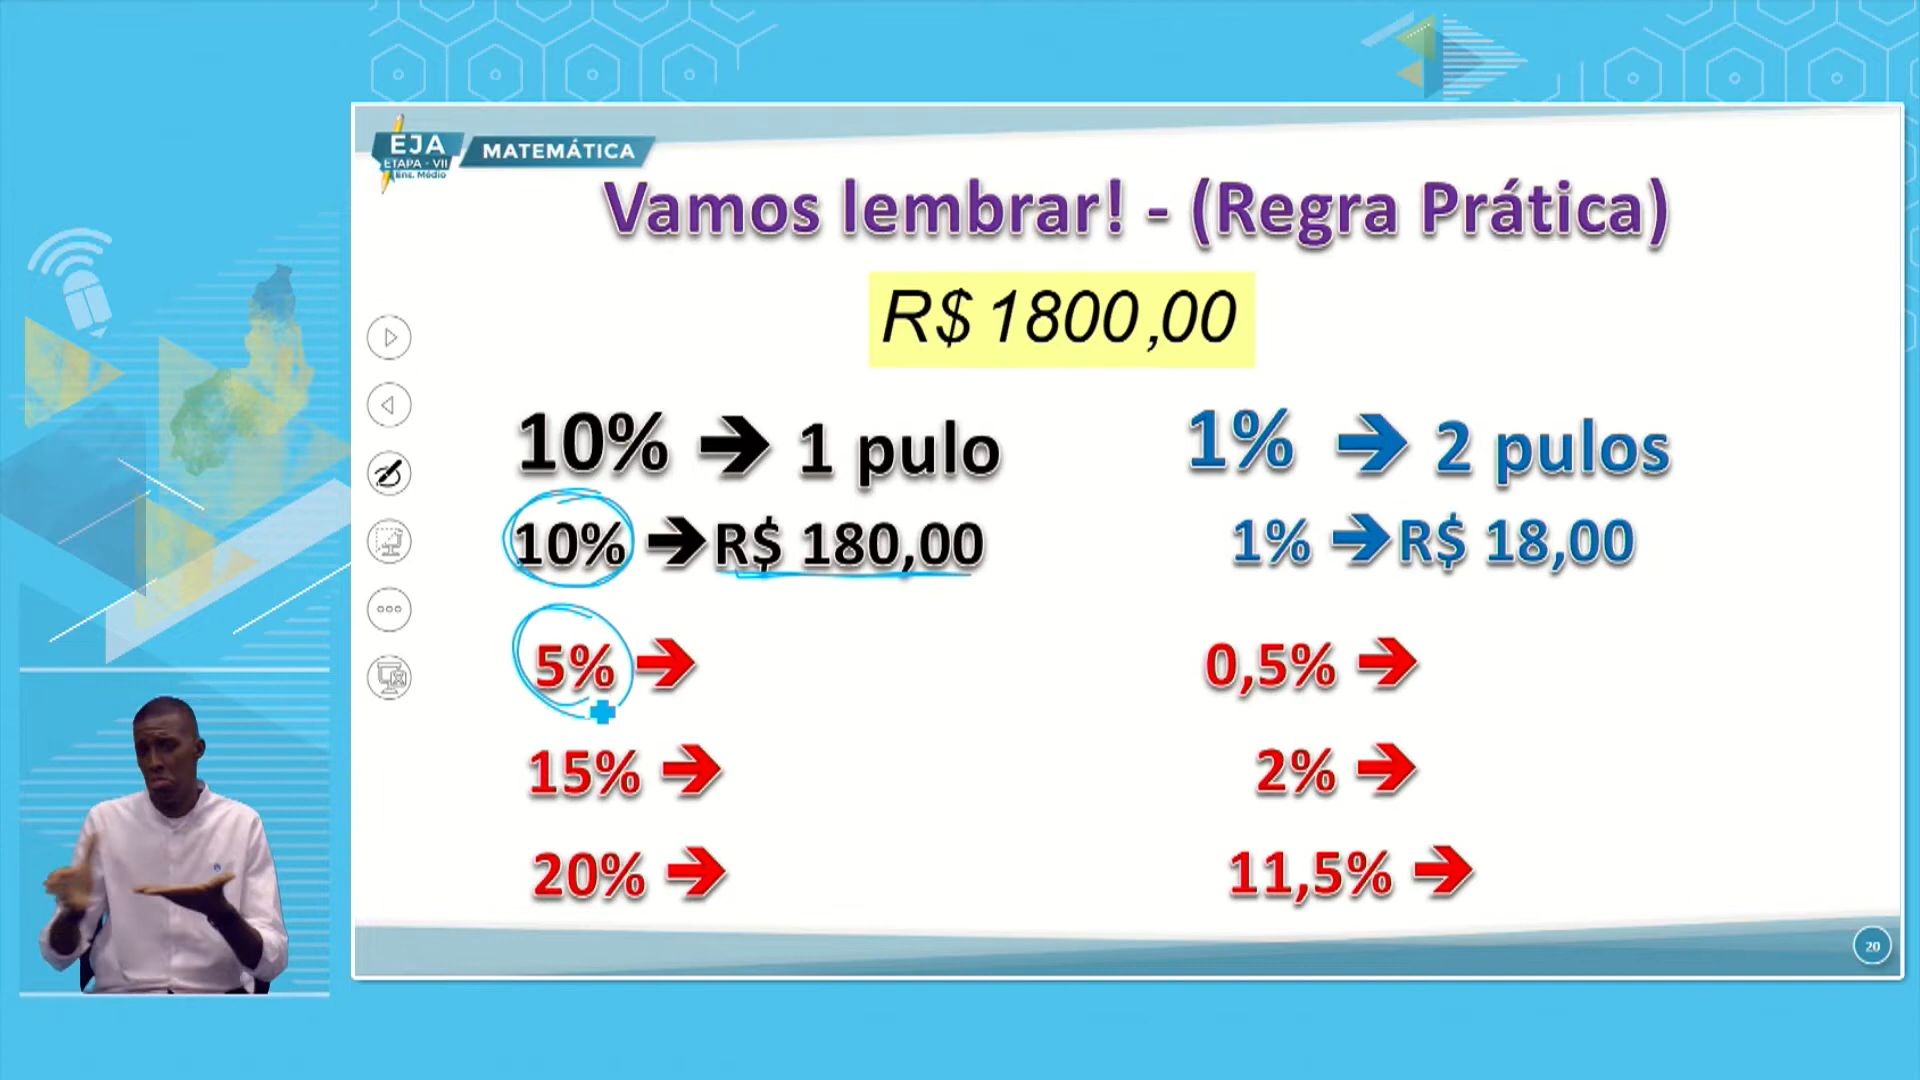 EJA
ETAPA - VII
Ens. Médio
MATEMÁTICA
Vamos lembrar! - (Regra Prática)
R$ 1800,00
10% ➔ 1 pulo
1% ➔ 2 pulos
10% ➔ R$ 180,00
1% ➔ R$ 18,00
5% ➔
0,5% ➔
15% ➔
2% ➔
20% ➔
11,5% ➔
20